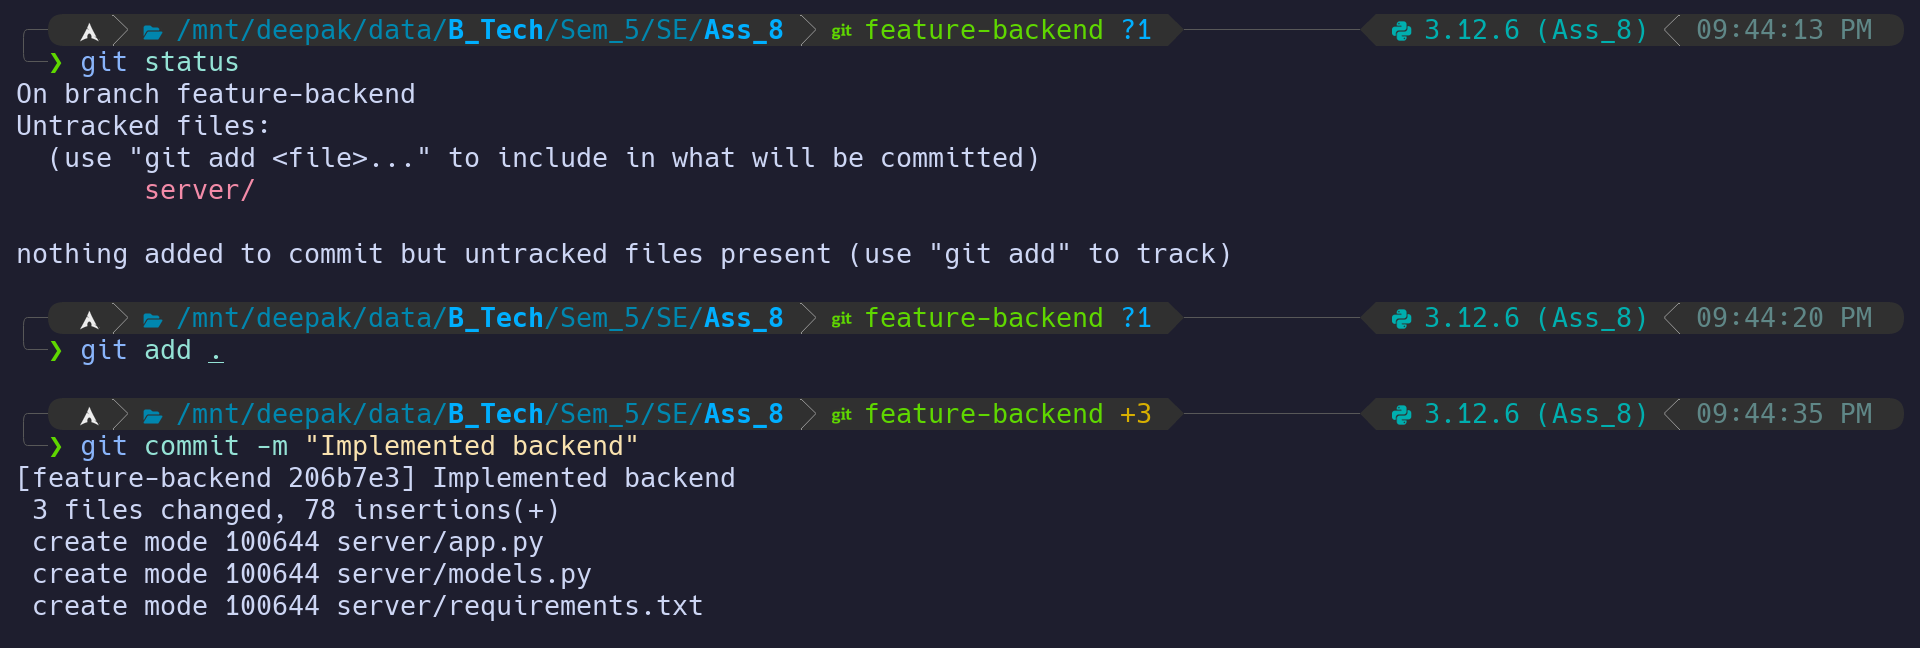 /mnt/deepak/data/B_Tech/Sem_5/SE/Ass_8 git feature-backend ?1 3.12.6 (Ass_8) 09:44:13 PM
❯ git status
On branch feature-backend
Untracked files:
  (use "git add <file>..." to include in what will be committed)
        server/
nothing added to commit but untracked files present (use "git add" to track)
/mnt/deepak/data/B_Tech/Sem_5/SE/Ass_8 git feature-backend ?1 3.12.6 (Ass_8) 09:44:20 PM
❯ git add .
/mnt/deepak/data/B_Tech/Sem_5/SE/Ass_8 git feature-backend +3 3.12.6 (Ass_8) 09:44:35 PM
❯ git commit -m "Implemented backend"
[feature-backend 206b7e3] Implemented backend
 3 files changed, 78 insertions(+)
 create mode 100644 server/app.py
 create mode 100644 server/models.py
 create mode 100644 server/requirements.txt